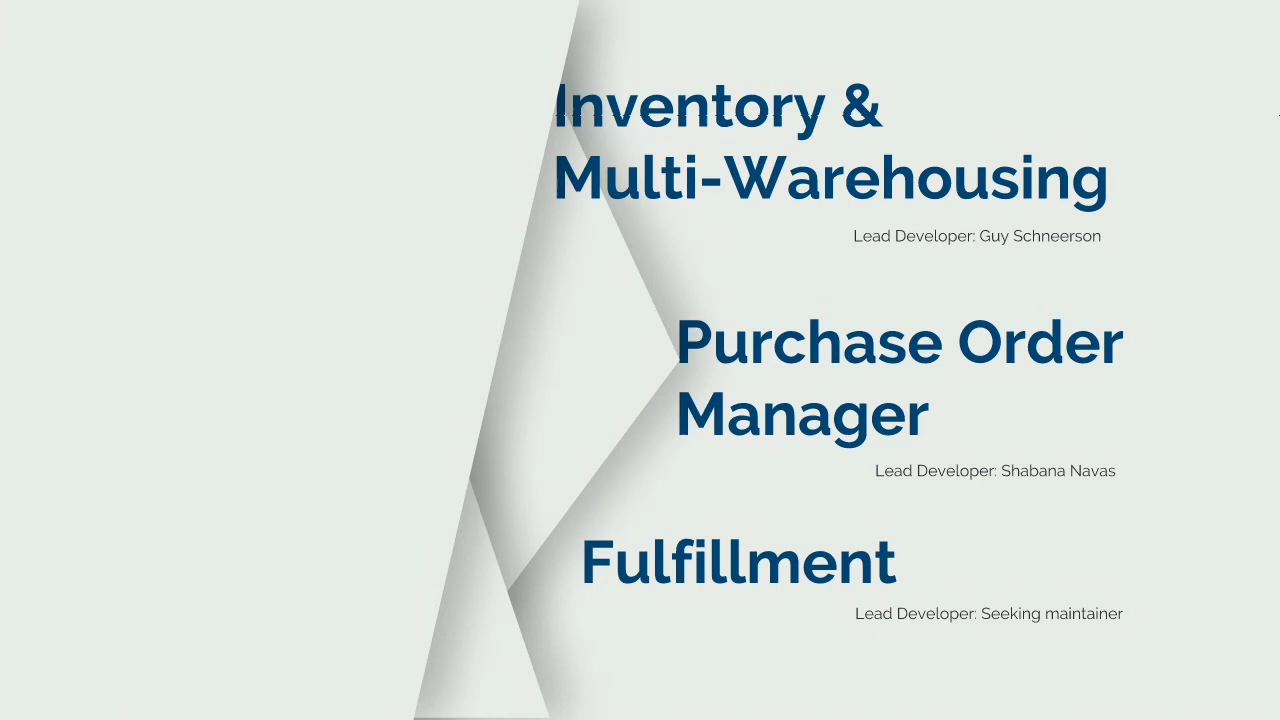 Inventory &
Multi-Warehousing
Lead Developer: Guy Schneerson
Purchase Order
Manager
Lead Developer: Shabana Navas
Fulfillment
Lead Developer: Seeking maintainer